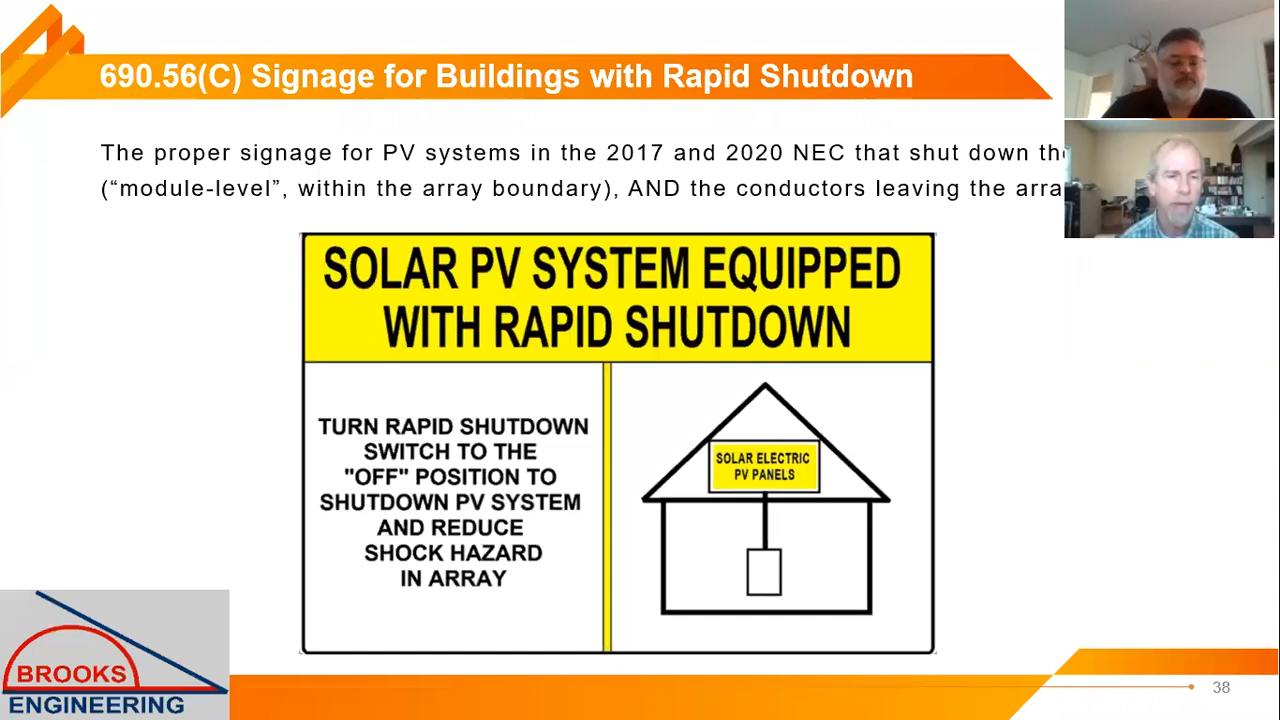 690.56(C) Signage for Buildings with Rapid Shutdown
The proper signage for PV systems in the 2017 and 2020 NEC that shut down
(“module-level”, within the array boundary), AND the conductors leaving the
SOLAR PV SYSTEM EQUIPPED
WITH RAPID SHUTDOWN
TURN RAPID SHUTDOWN
SWITCH TO THE
"OFF" POSITION TO
SHUTDOWN PV SYSTEM
AND REDUCE
SHOCK HAZARD
IN ARRAY
SOLAR ELECTRIC
PV PANELS
BROOKS
ENGINEERING
38